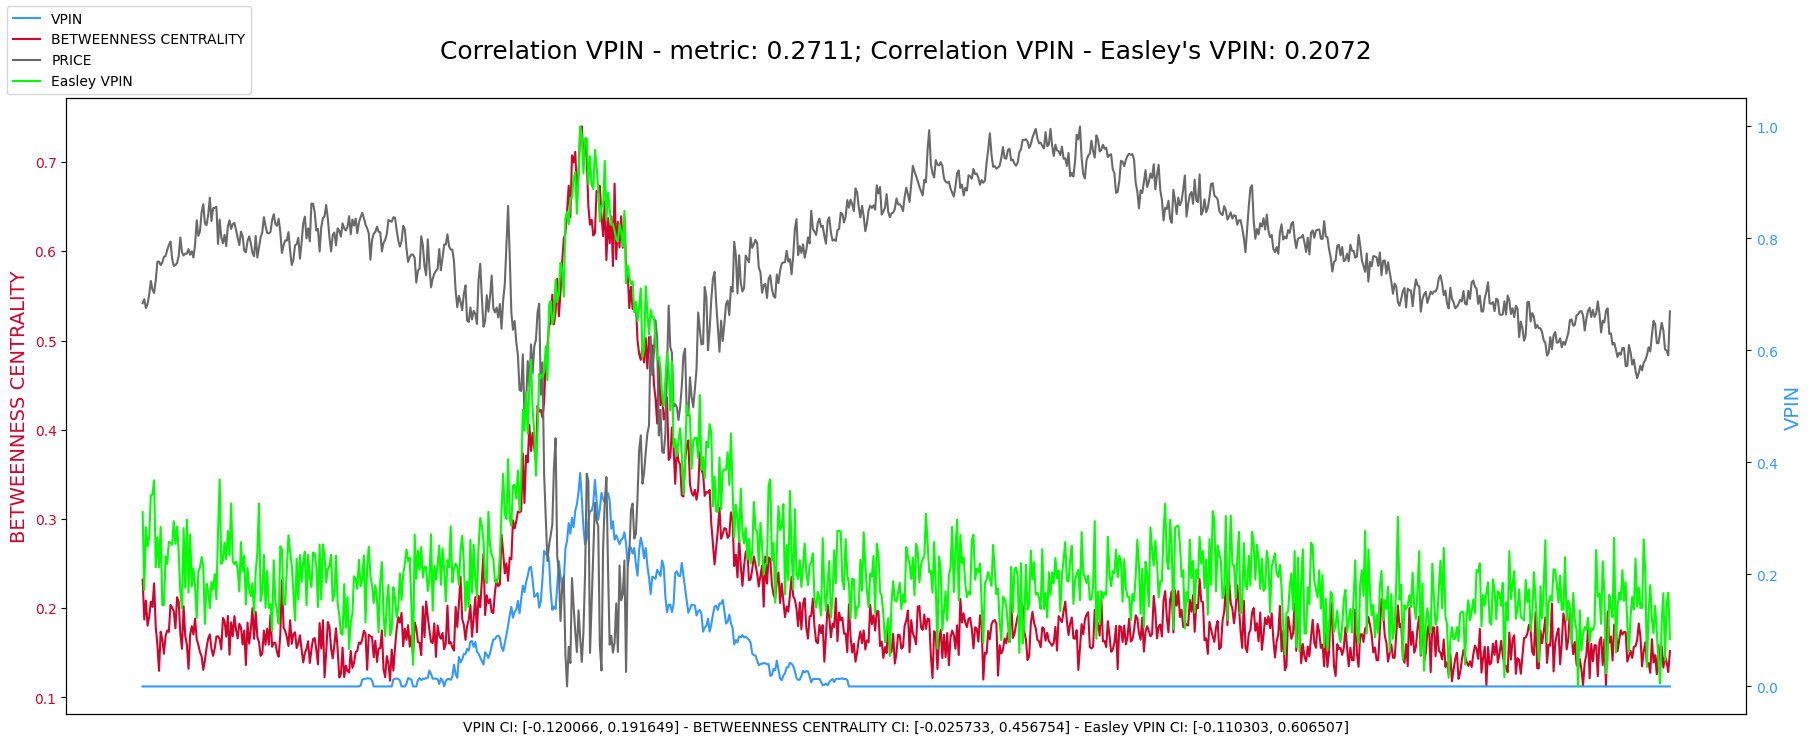 VPIN
BETWEENNESS CENTRALITY
PRICE
Easley VPIN
Correlation VPIN - metric: 0.2711; Correlation VPIN - Easley's VPIN: 0.2072
BETWEENNESS CENTRALITY
0.7
0.6
0.5
0.4
0.3
0.2
0.1
1.0
0.8
0.6
0.4
0.2
0.0
VPIN
VPIN CI: [-0.120066, 0.191649] - BETWEENNESS CENTRALITY CI: [-0.025733, 0.456754] - Easley VPIN CI: [-0.110303, 0.606507]